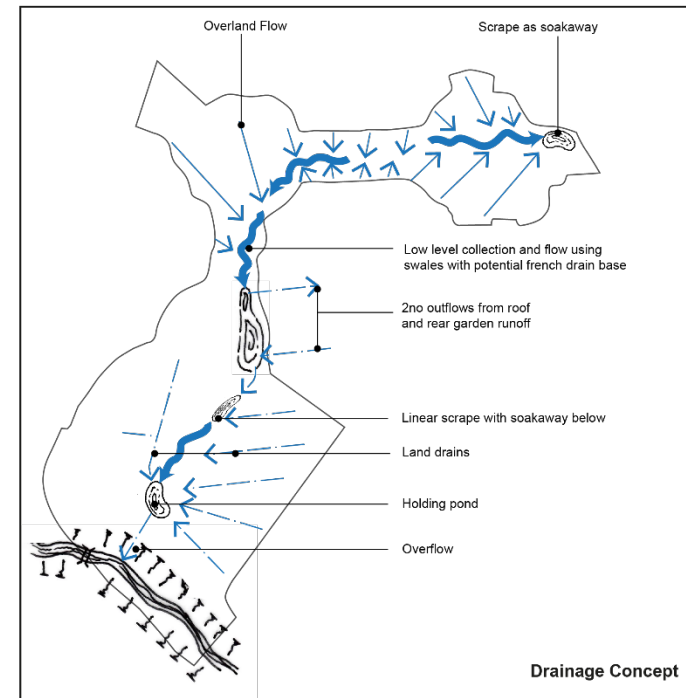 Overland Flow
Scrape as soakaway
Low level collection and flow using
swales with potential french drain base
2no outflows from roof
and rear garden runoff
Linear scrape with soakaway below
Land drains
Holding pond
Overflow
Drainage Concept